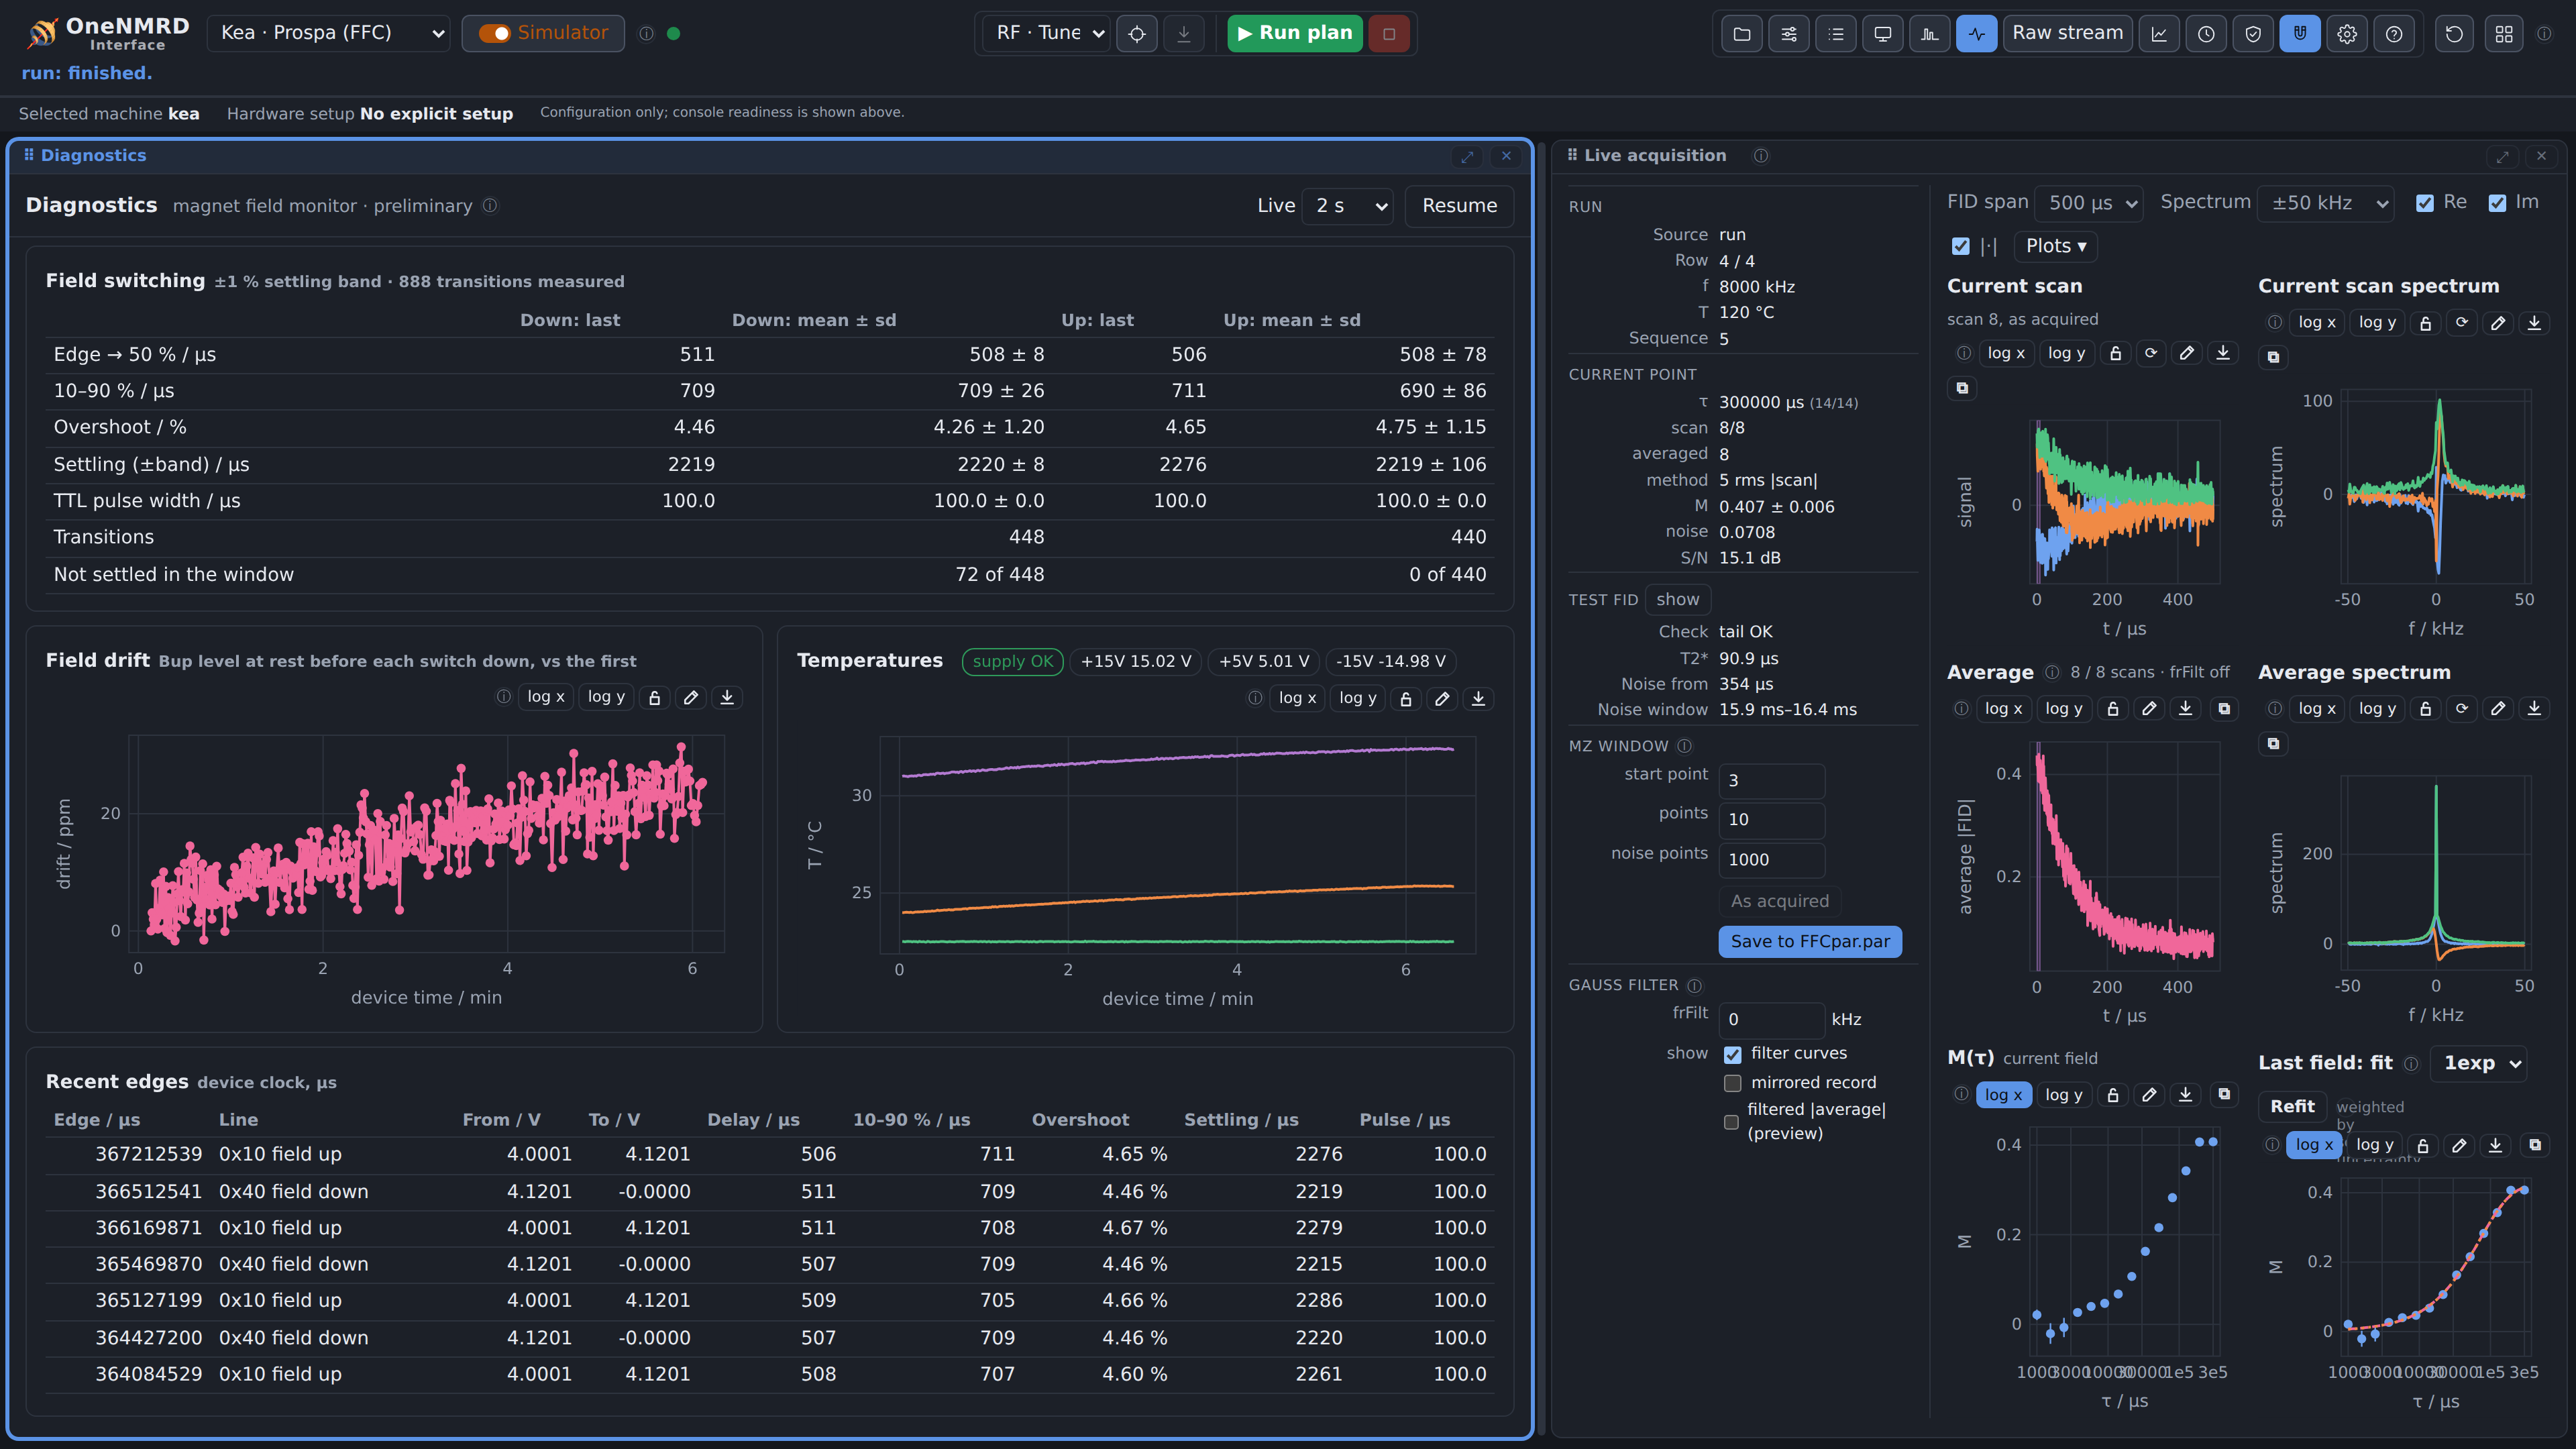 OneNMRD
Interface
Kea · Prospa (FFC)
Simulator
RF · Tune
Run plan
Raw stream
run: finished.
Selected machine kea
Hardware setup No explicit setup
Configuration only; console readiness is shown above.
Diagnostics
Diagnostics magnet field monitor · preliminary
Live 2 s Resume
Field switching ±1 % settling band · 888 transitions measured
Down: last Down: mean ± sd Up: last Up: mean ± sd
Edge → 50 % / µs 511 508 ± 8 506 508 ± 78
10–90 % / µs 709 709 ± 26 711 690 ± 86
Overshoot / % 4.46 4.26 ± 1.20 4.65 4.75 ± 1.15
Settling (±band) / µs 2219 2220 ± 8 2276 2219 ± 106
TTL pulse width / µs 100.0 100.0 ± 0.0 100.0 100.0 ± 0.0
Transitions 448 440
Not settled in the window 72 of 448 0 of 440
Field drift Bup level at rest before each switch down, vs the first
log x log y
drift / ppm
20
0
0 2 4 6
device time / min
Temperatures supply OK +15V 15.02 V +5V 5.01 V -15V -14.98 V
log x log y
T / °C
30
25
0 2 4 6
device time / min
Recent edges device clock, µs
Edge / µs Line From / V To / V Delay / µs 10–90 % / µs Overshoot Settling / µs Pulse / µs
367212539 0x10 field up 4.0001 4.1201 506 711 4.65 % 2276 100.0
366512541 0x40 field down 4.1201 -0.0000 511 709 4.46 % 2219 100.0
366169871 0x10 field up 4.0001 4.1201 511 708 4.67 % 2279 100.0
365469870 0x40 field down 4.1201 -0.0000 507 709 4.46 % 2215 100.0
365127199 0x10 field up 4.0001 4.1201 509 705 4.66 % 2286 100.0
364427200 0x40 field down 4.1201 -0.0000 507 709 4.46 % 2220 100.0
364084529 0x10 field up 4.0001 4.1201 508 707 4.60 % 2261 100.0
Live acquisition
RUN
Source run
Row 4 / 4
f 8000 kHz
T 120 °C
Sequence 5
CURRENT POINT
τ 300000 µs (14/14)
scan 8/8
averaged 8
method 5 rms |scan|
M 0.407 ± 0.006
noise 0.0708
S/N 15.1 dB
TEST FID show
Check tail OK
T2* 90.9 µs
Noise from 354 µs
Noise window 15.9 ms–16.4 ms
MZ WINDOW
start point 3
points 10
noise points 1000
As acquired
Save to FFCpar.par
GAUSS FILTER
frFilt 0 kHz
show filter curves
mirrored record
filtered |average|
(preview)
FID span 500 µs Spectrum ±50 kHz Re Im
|·| Plots ▾
Current scan
scan 8, as acquired
log x log y
signal
0
0 200 400
t / µs
Current scan spectrum
log x log y
spectrum
100
0
-50 0 50
f / kHz
Average 8 / 8 scans · frFilt off
log x log y
average |FID|
0.4
0.2
0 200 400
t / µs
Average spectrum
log x log y
spectrum
200
0
-50 0 50
f / kHz
M(τ) current field
log x log y
M
0.4
0.2
0
1000 3000 10000 30000 1e5 3e5
τ / µs
Last field: fit 1exp
Refit weighted
by
log x log y
M
0.4
0.2
0
1000 3000 10000 30000 1e5 3e5
τ / µs